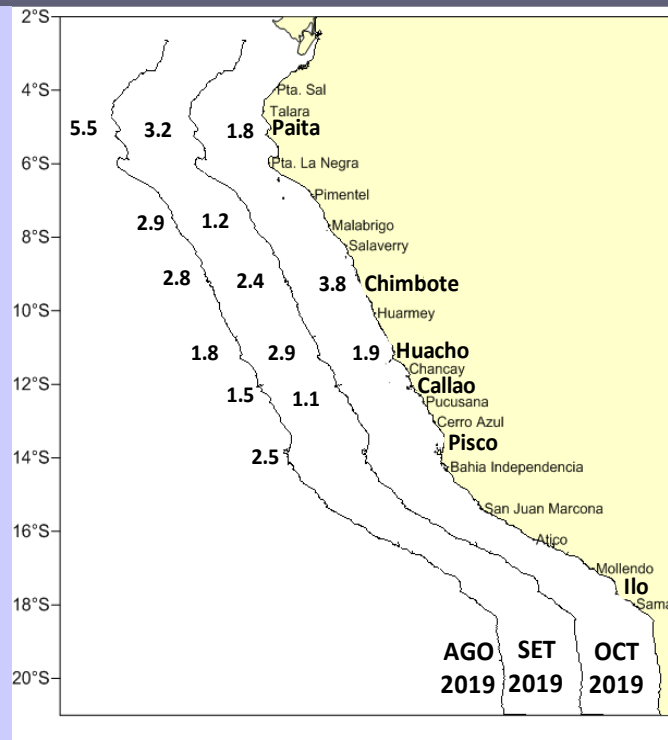 2°S
4°S
Pta. Sal
Talara
5.5 3.2 1.8 Paita
6°S
Pta. La Negra
Pimentel
2.9 1.2
Malabrigo
8°S
Salaverry
2.8 2.4 3.8 Chimbote
10°S
Huarmey
1.8 2.9 1.9 Huacho
Chancay
12°S
Callao
1.5 1.1
Pucusana
Cerro Azul
Pisco
14°S
2.5
Bahia Independencia
San Juan Marcona
16°S
Atico
Mollendo
Ilo
18°S
Sama
AGO SET OCT
2019 2019 2019
20°S